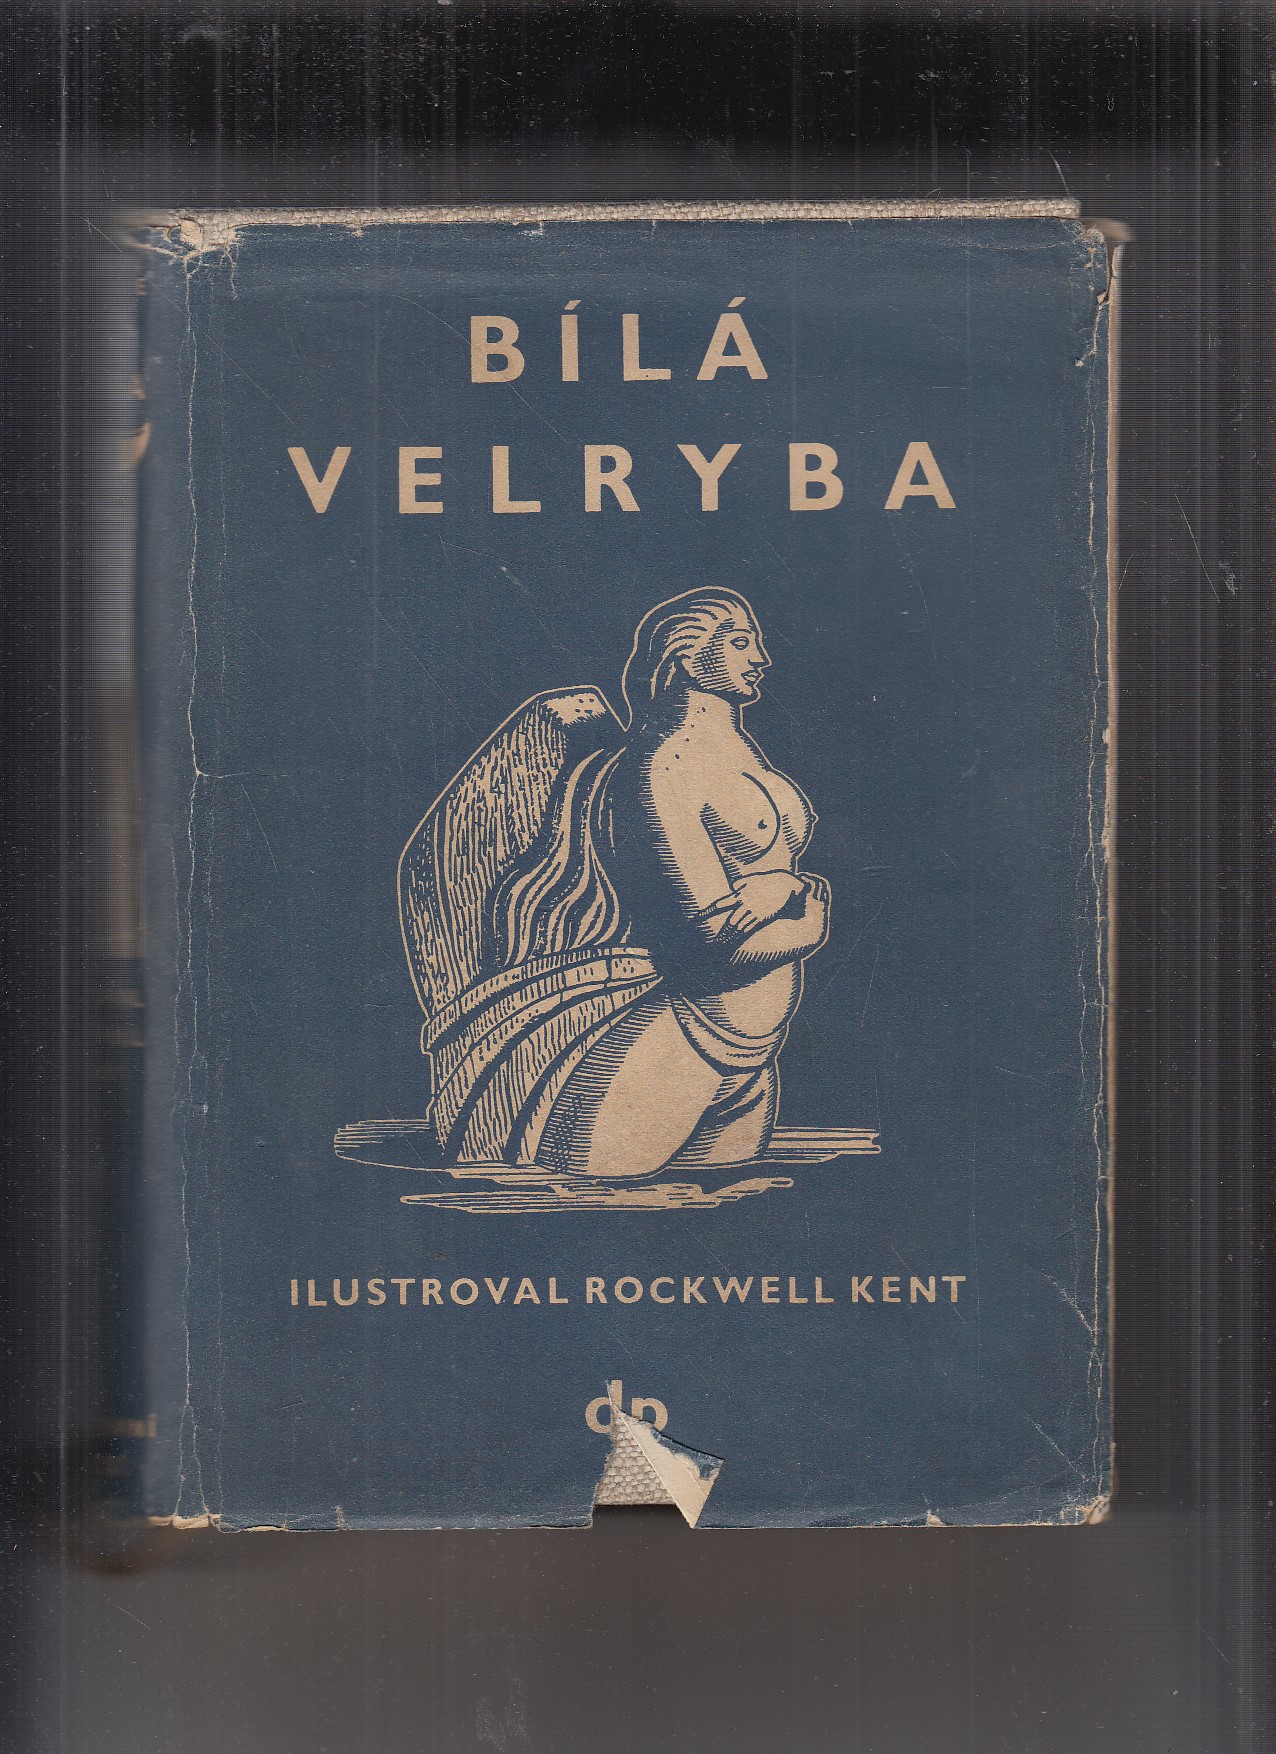 BÍLÁ
VELRYBA
ILUSTROVAL ROCKWELL KENT
dp